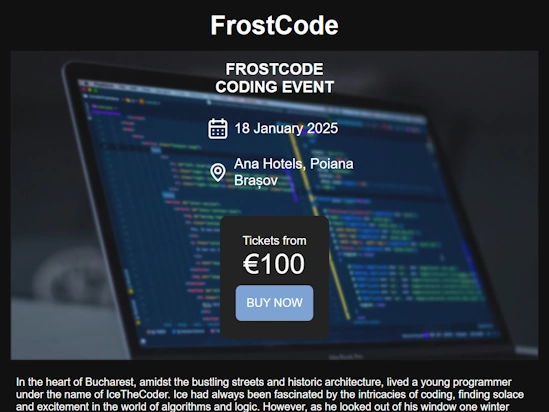 FrostCode
FROSTCODE
CODING EVENT
18 January 2025
Ana Hotels, Poiana
Brașov
Tickets from
€100
BUY NOW
In the heart of Bucharest, amidst the bustling streets and historic architecture, lived a young programmer
under the name of IceTheCoder. Ice had always been fascinated by the intricacies of coding, finding solace
and excitement in the world of algorithms and logic. However, as he looked out of his window one winter